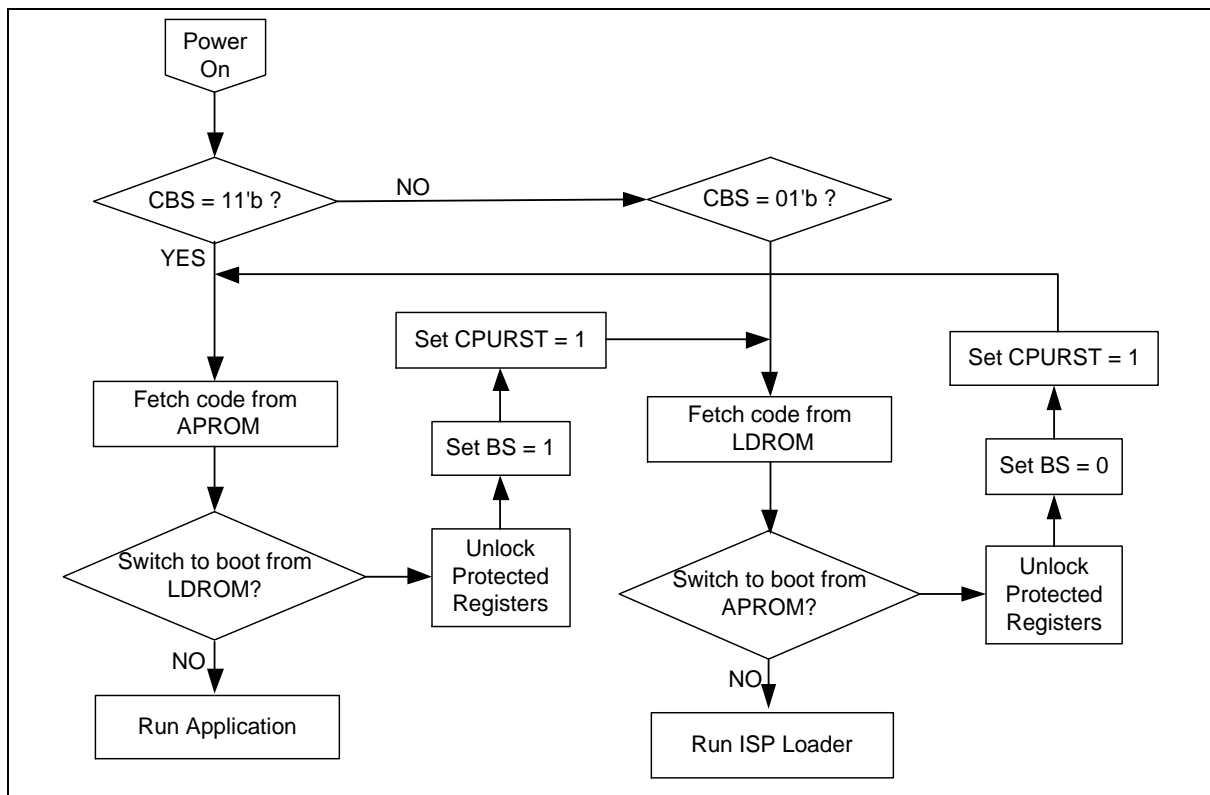 Power
On
CBS = 11'b ?
NO
CBS = 01'b ?
YES
Set CPURST = 1
Set CPURST = 1
Fetch code from
APROM
Fetch code from
LDROM
Set BS = 1
Set BS = 0
Switch to boot from
LDROM?
Unlock
Protected
Registers
Switch to boot from
APROM?
Unlock
Protected
Registers
NO
NO
Run Application
Run ISP Loader